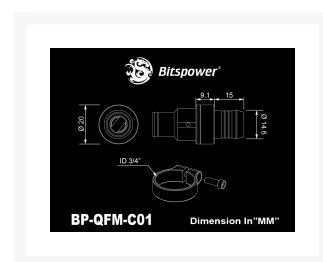 Bitspower®
9.1
15
Ø 20
Ø 14.6
ID 3/4"
BP-QFM-C01
Dimension In"MM"